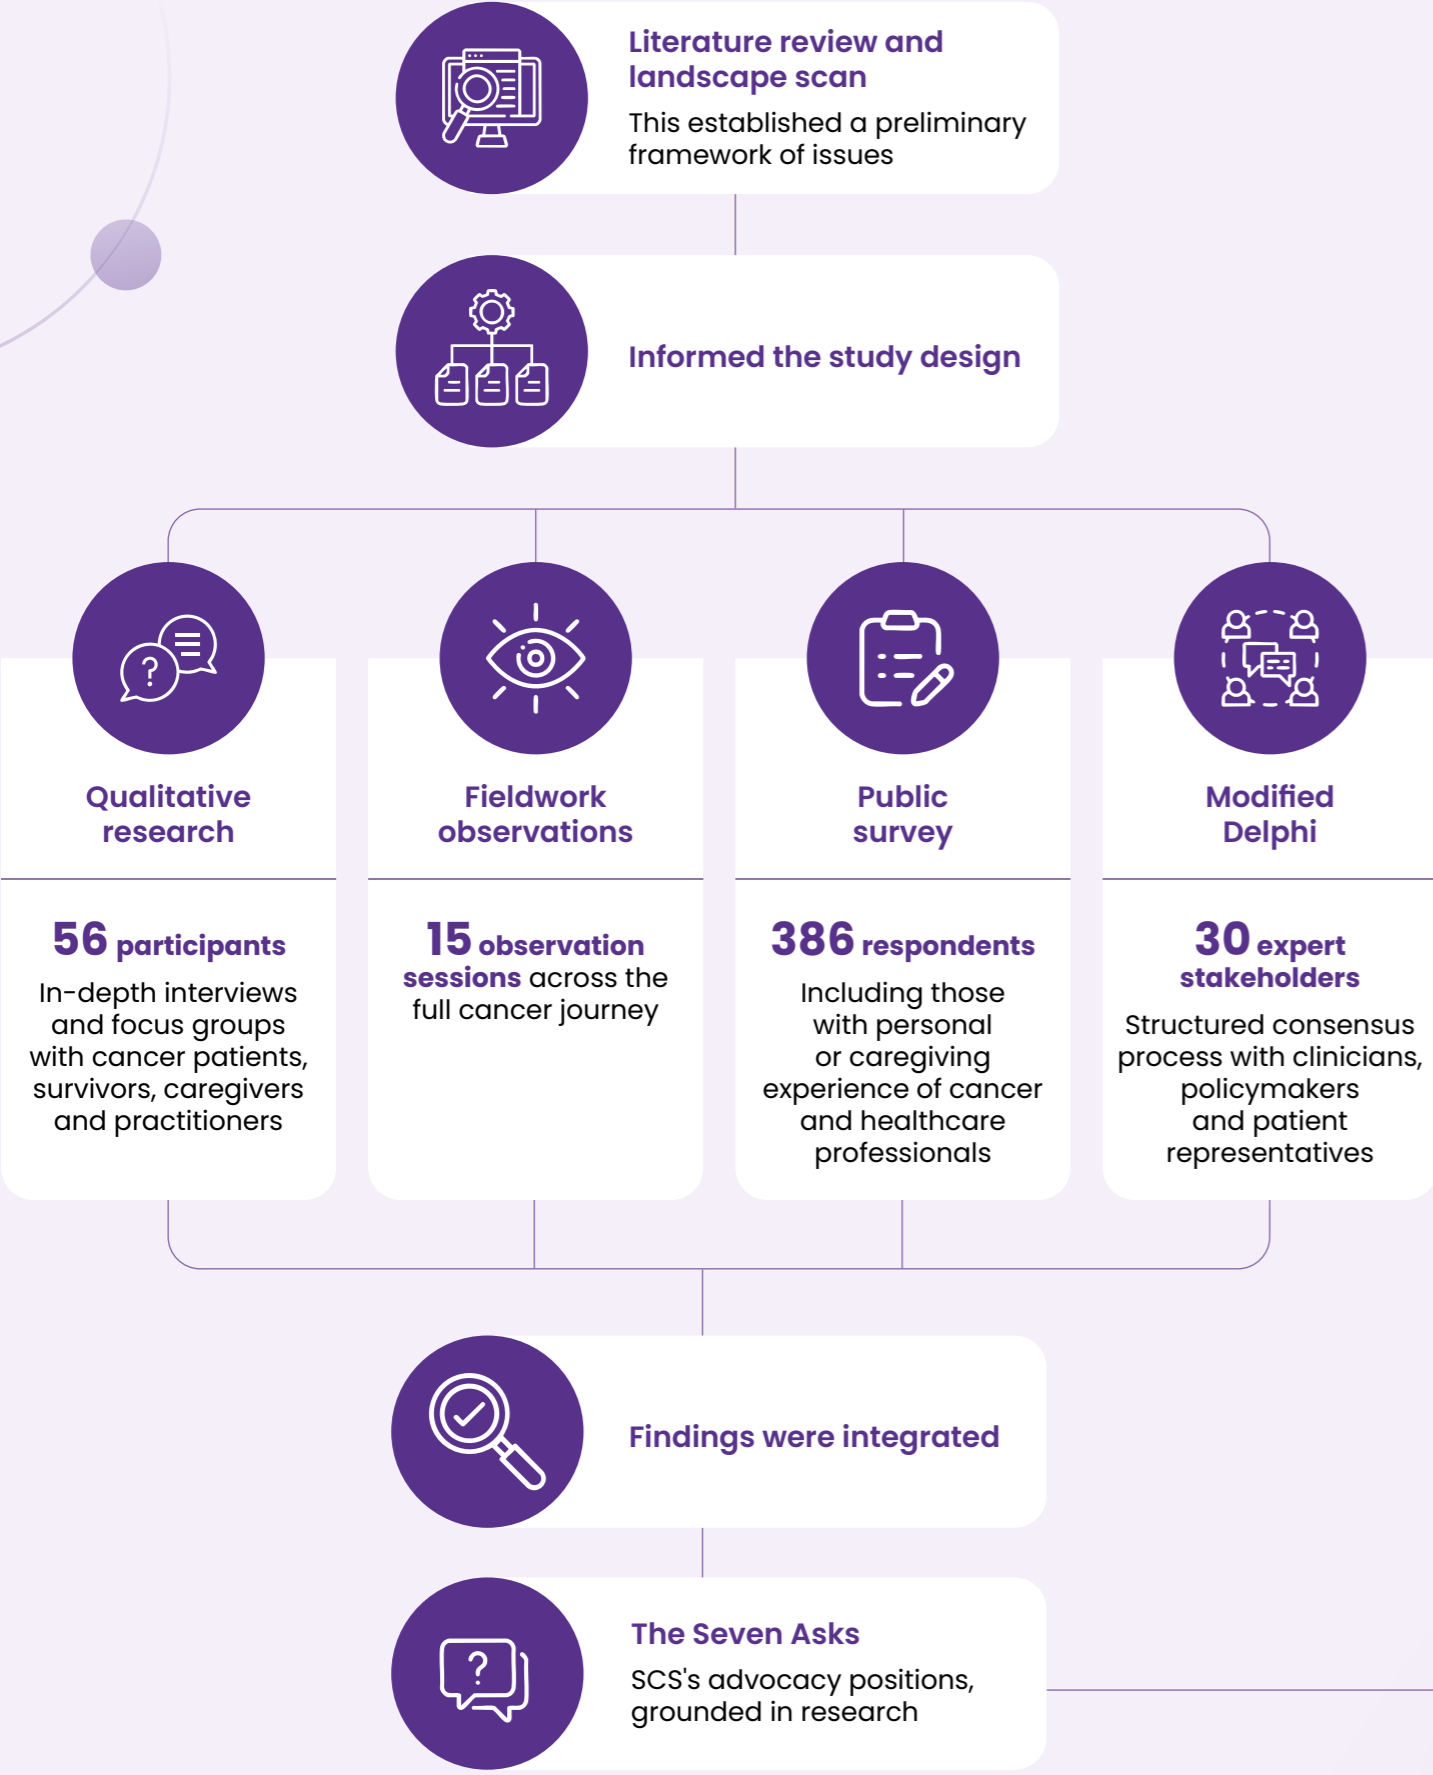 Literature review and
landscape scan
This established a preliminary
framework of issues
Informed the study design
Qualitative
research
56 participants
In-depth interviews
and focus groups
with cancer patients,
survivors, caregivers
and practitioners
Fieldwork
observations
15 observation
sessions across the
full cancer journey
Public
survey
386 respondents
Including those
with personal
or caregiving
experience of cancer
and healthcare
professionals
Modified
Delphi
30 expert
stakeholders
Structured consensus
process with clinicians,
policymakers
and patient
representatives
Findings were integrated
The Seven Asks
SCS's advocacy positions,
grounded in research